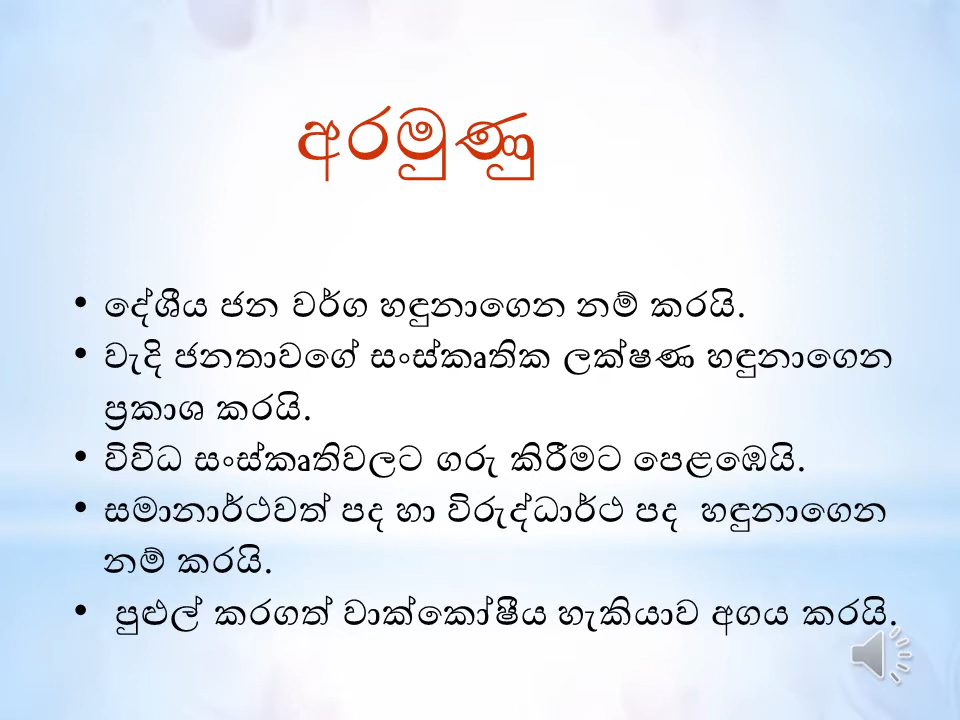 අරමුණු
• දේශීය ජන වර්ග හඳුනාගෙන නම් කරයි.
• වැදි ජනතාවගේ සංස්කෘතික ලක්ෂණ හඳුනාගෙන
ප්‍රකාශ කරයි.
• විවිධ සංස්කෘතිවලට ගරු කිරීමට පෙළඹෙයි.
• සමානාර්ථවත් පද හා විරුද්ධාර්ථ පද හඳුනාගෙන
නම් කරයි.
• පුළුල් කරගත් වාක්කෝෂීය හැකියාව අගය කරයි.